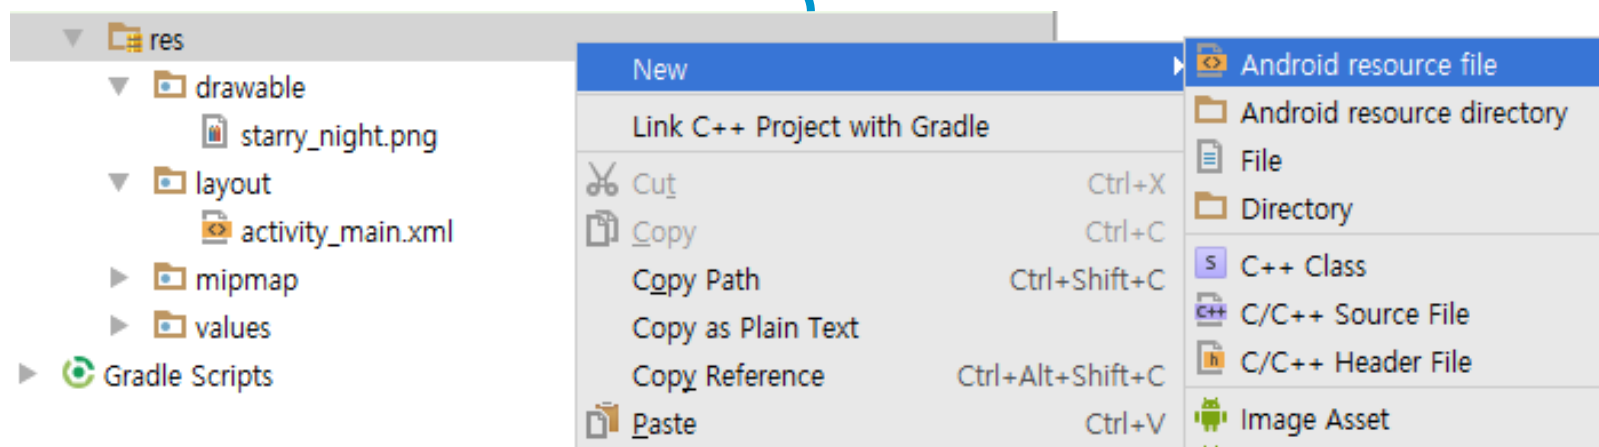 res
drawable
starry_night.png
layout
activity_main.xml
mipmap
values
Gradle Scripts
New
Link C++ Project with Gradle
Cut Ctrl+X
Copy Ctrl+C
Copy Path Ctrl+Shift+C
Copy as Plain Text
Copy Reference Ctrl+Alt+Shift+C
Paste Ctrl+V
Android resource file
Android resource directory
File
Directory
S C++ Class
C++ C/C++ Source File
h C/C++ Header File
Image Asset